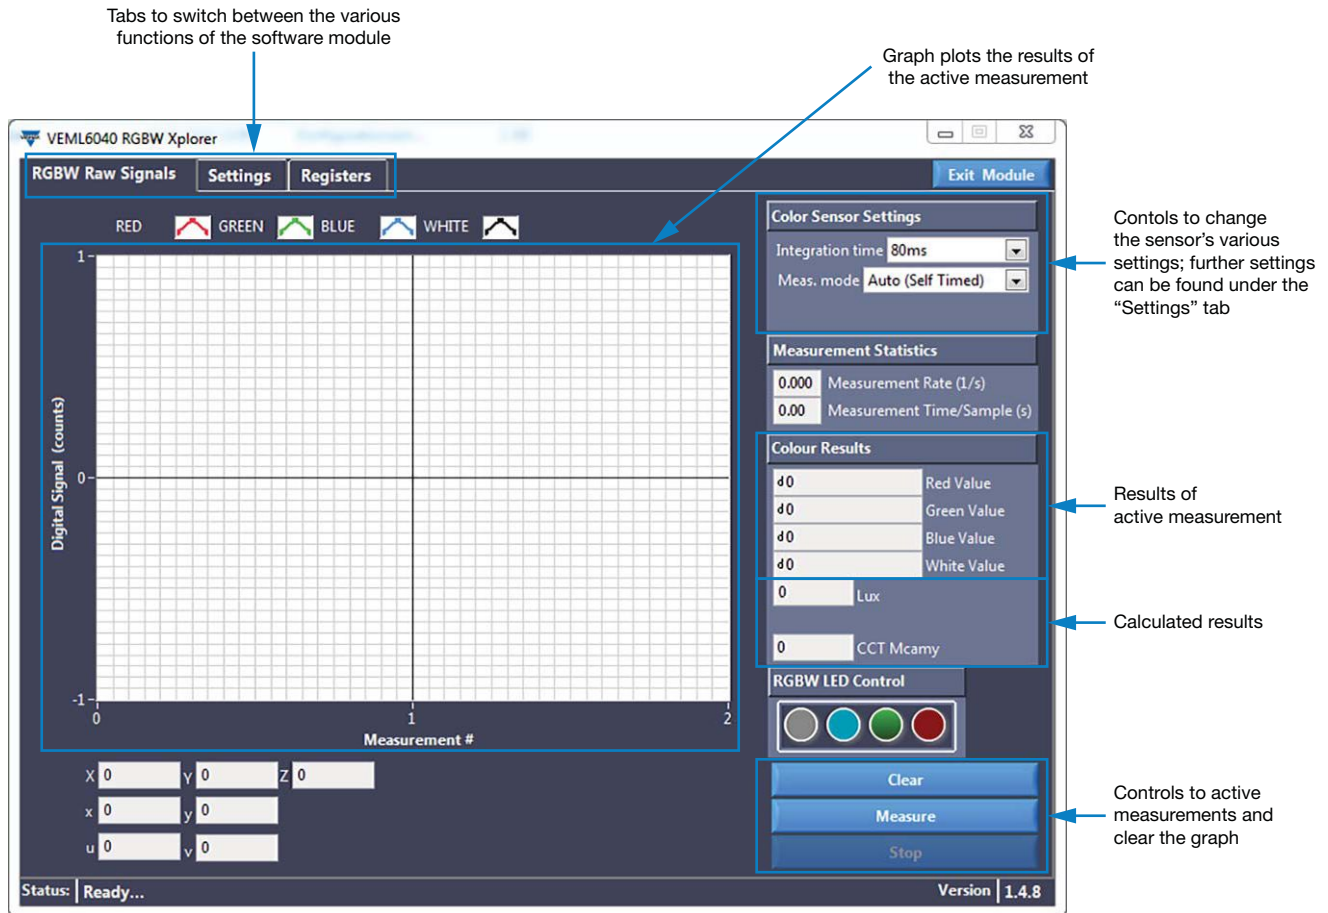 Tabs to switch between the various
functions of the software module
Graph plots the results of
the active measurement
VEML6040 RGBW Xplorer
RGBW Raw Signals
Settings
Registers
Exit Module
RED
GREEN
BLUE
WHITE
Color Sensor Settings
Integration time 80ms
Meas. mode Auto (Self Timed)
Contols to change
the sensor's various
settings; further settings
can be found under the
“Settings” tab
Measurement Statistics
0.000 Measurement Rate (1/s)
0.00 Measurement Time/Sample (s)
Colour Results
d 0 Red Value
d 0 Green Value
d 0 Blue Value
d 0 White Value
Results of
active measurement
0 Lux
0 CCT Mcamy
Calculated results
RGBW LED Control
Digital Signal (counts)
1
0
-1
0
1
2
Measurement #
X 0 Y 0 Z 0
x 0 y 0
u 0 v 0
Clear
Measure
Stop
Controls to active
measurements and
clear the graph
Status: Ready...
Version 1.4.8